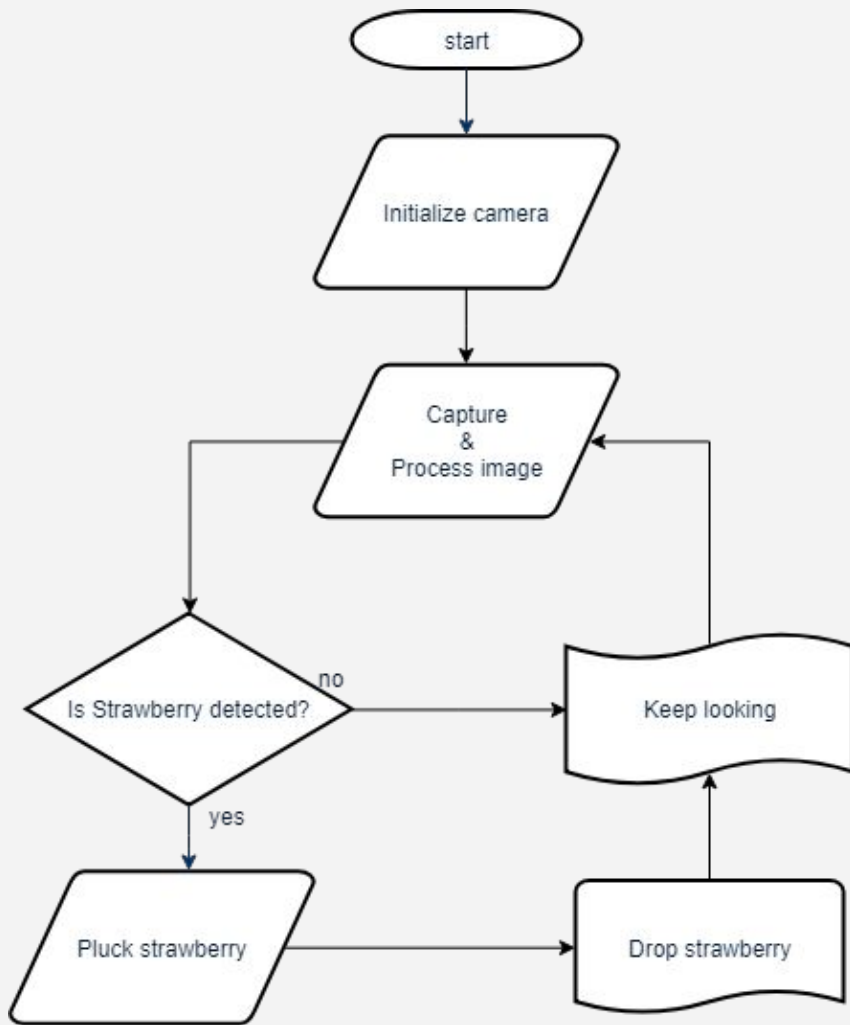 start
Initialize camera
Capture
&
Process image
no
Is Strawberry detected?
Keep looking
yes
Pluck strawberry
Drop strawberry